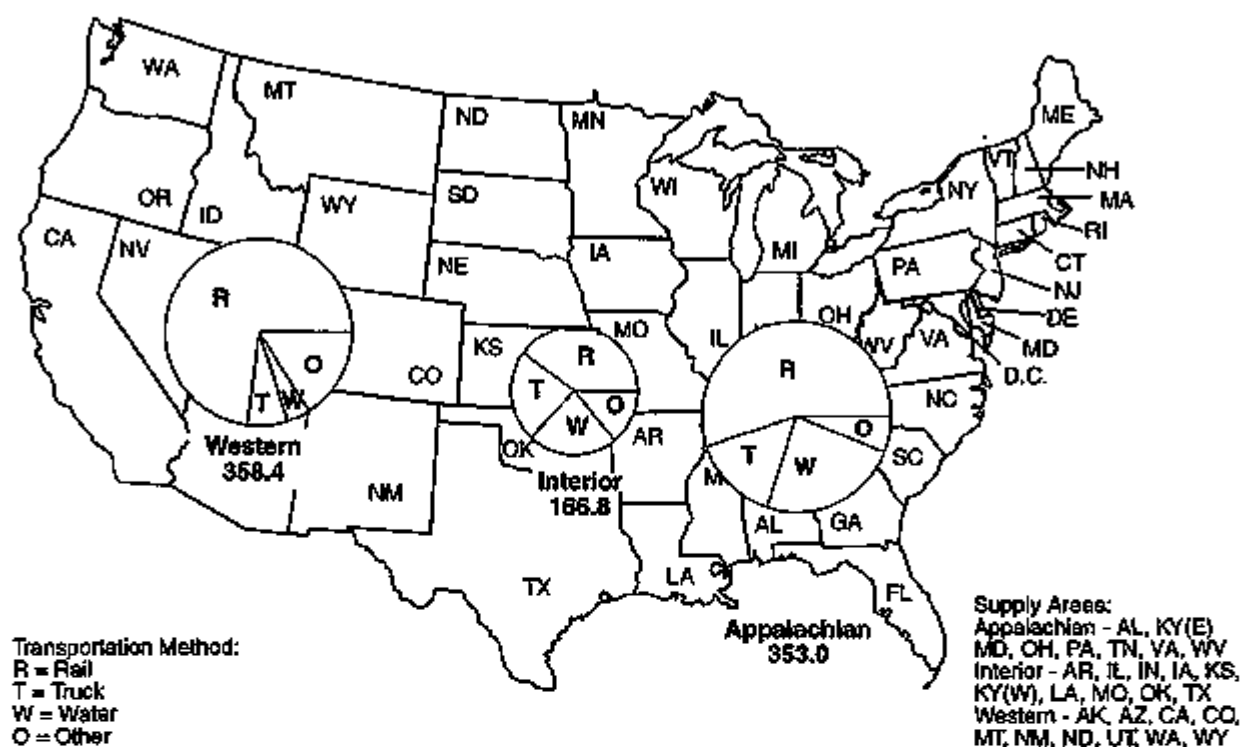 WA
MT
ND
MN
ME
VT
NH
OR
ID
WY
SD
WI
NY
MA
RI
CA
NV
NE
IA
MI
PA
CT
NJ
R
OH
DE
KS
MO
IL
WV
VA
MD
D.C.
O
CO
R
R
NC
T
W
T
O
O
W
AR
T
W
SC
OK
M
Western
358.4
Interior
166.8
NM
AL
GA
TX
LA
FL
Appalachian
353.0
Transportation Method:
R = Rail
T = Truck
W = Water
O = Other
Supply Areas:
Appalachian - AL, KY(E)
MD, OH, PA, TN, VA, WV
Interior - AR, IL, IN, IA, KS,
KY(W), LA, MO, OK, TX
Western - AK, AZ, CA, CO,
MT, NM, ND, UT, WA, WY